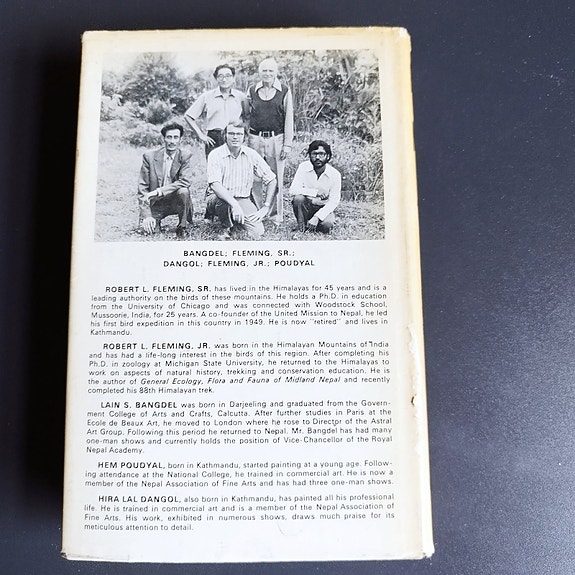 BANGDEL; FLEMING, SR.;
DANGOL; FLEMING, JR.; POUDYAL
ROBERT L. FLEMING, SR. has lived in the Himalayas for 45 years and is a
leading authority on the birds of these mountains. He holds a Ph.D. in education
from the University of Chicago and was connected with Woodstock School,
Mussoorie, India, for 25 years. A co-founder of the United Mission to Nepal, he led
his first bird expedition in this country in 1949. He is now "retired" and lives in
Kathmandu.
ROBERT L. FLEMING, JR. was born in the Himalayan Mountains of India
and has had a life-long interest in the birds of this region. After completing his
Ph.D. in zoology at Michigan State University, he returned to the Himalayas to
work on aspects of natural history, trekking and conservation education. He is
the author of General Ecology, Flora and Fauna of Midland Nepal and recently
completed his 88th Himalayan trek.
LAIN S. BANGDEL was born in Darjeeling and graduated from the Govern-
ment College of Arts and Crafts, Calcutta. After further studies in Paris at the
Ecole de Beaux Art, he moved to London where he rose to Director of the Astral
Art Group. Following this period he returned to Nepal. Mr. Bangdel has had many
one-man shows and currently holds the position of Vice-Chancellor of the Royal
Nepal Academy.
HEM POUDYAL, born in Kathmandu, started painting at a young age. Follow-
ing attendance at the National College, he trained in commercial art. He is now a
member of the Nepal Association of Fine Arts and has had three one-man shows.
HIRA LAL DANGOL, also born in Kathmandu, has painted all his professional
life. He is trained in commercial art and is a member of the Nepal Association of
Fine Arts. His work, exhibited in numerous shows, draws much praise for its
meticulous attention to detail.